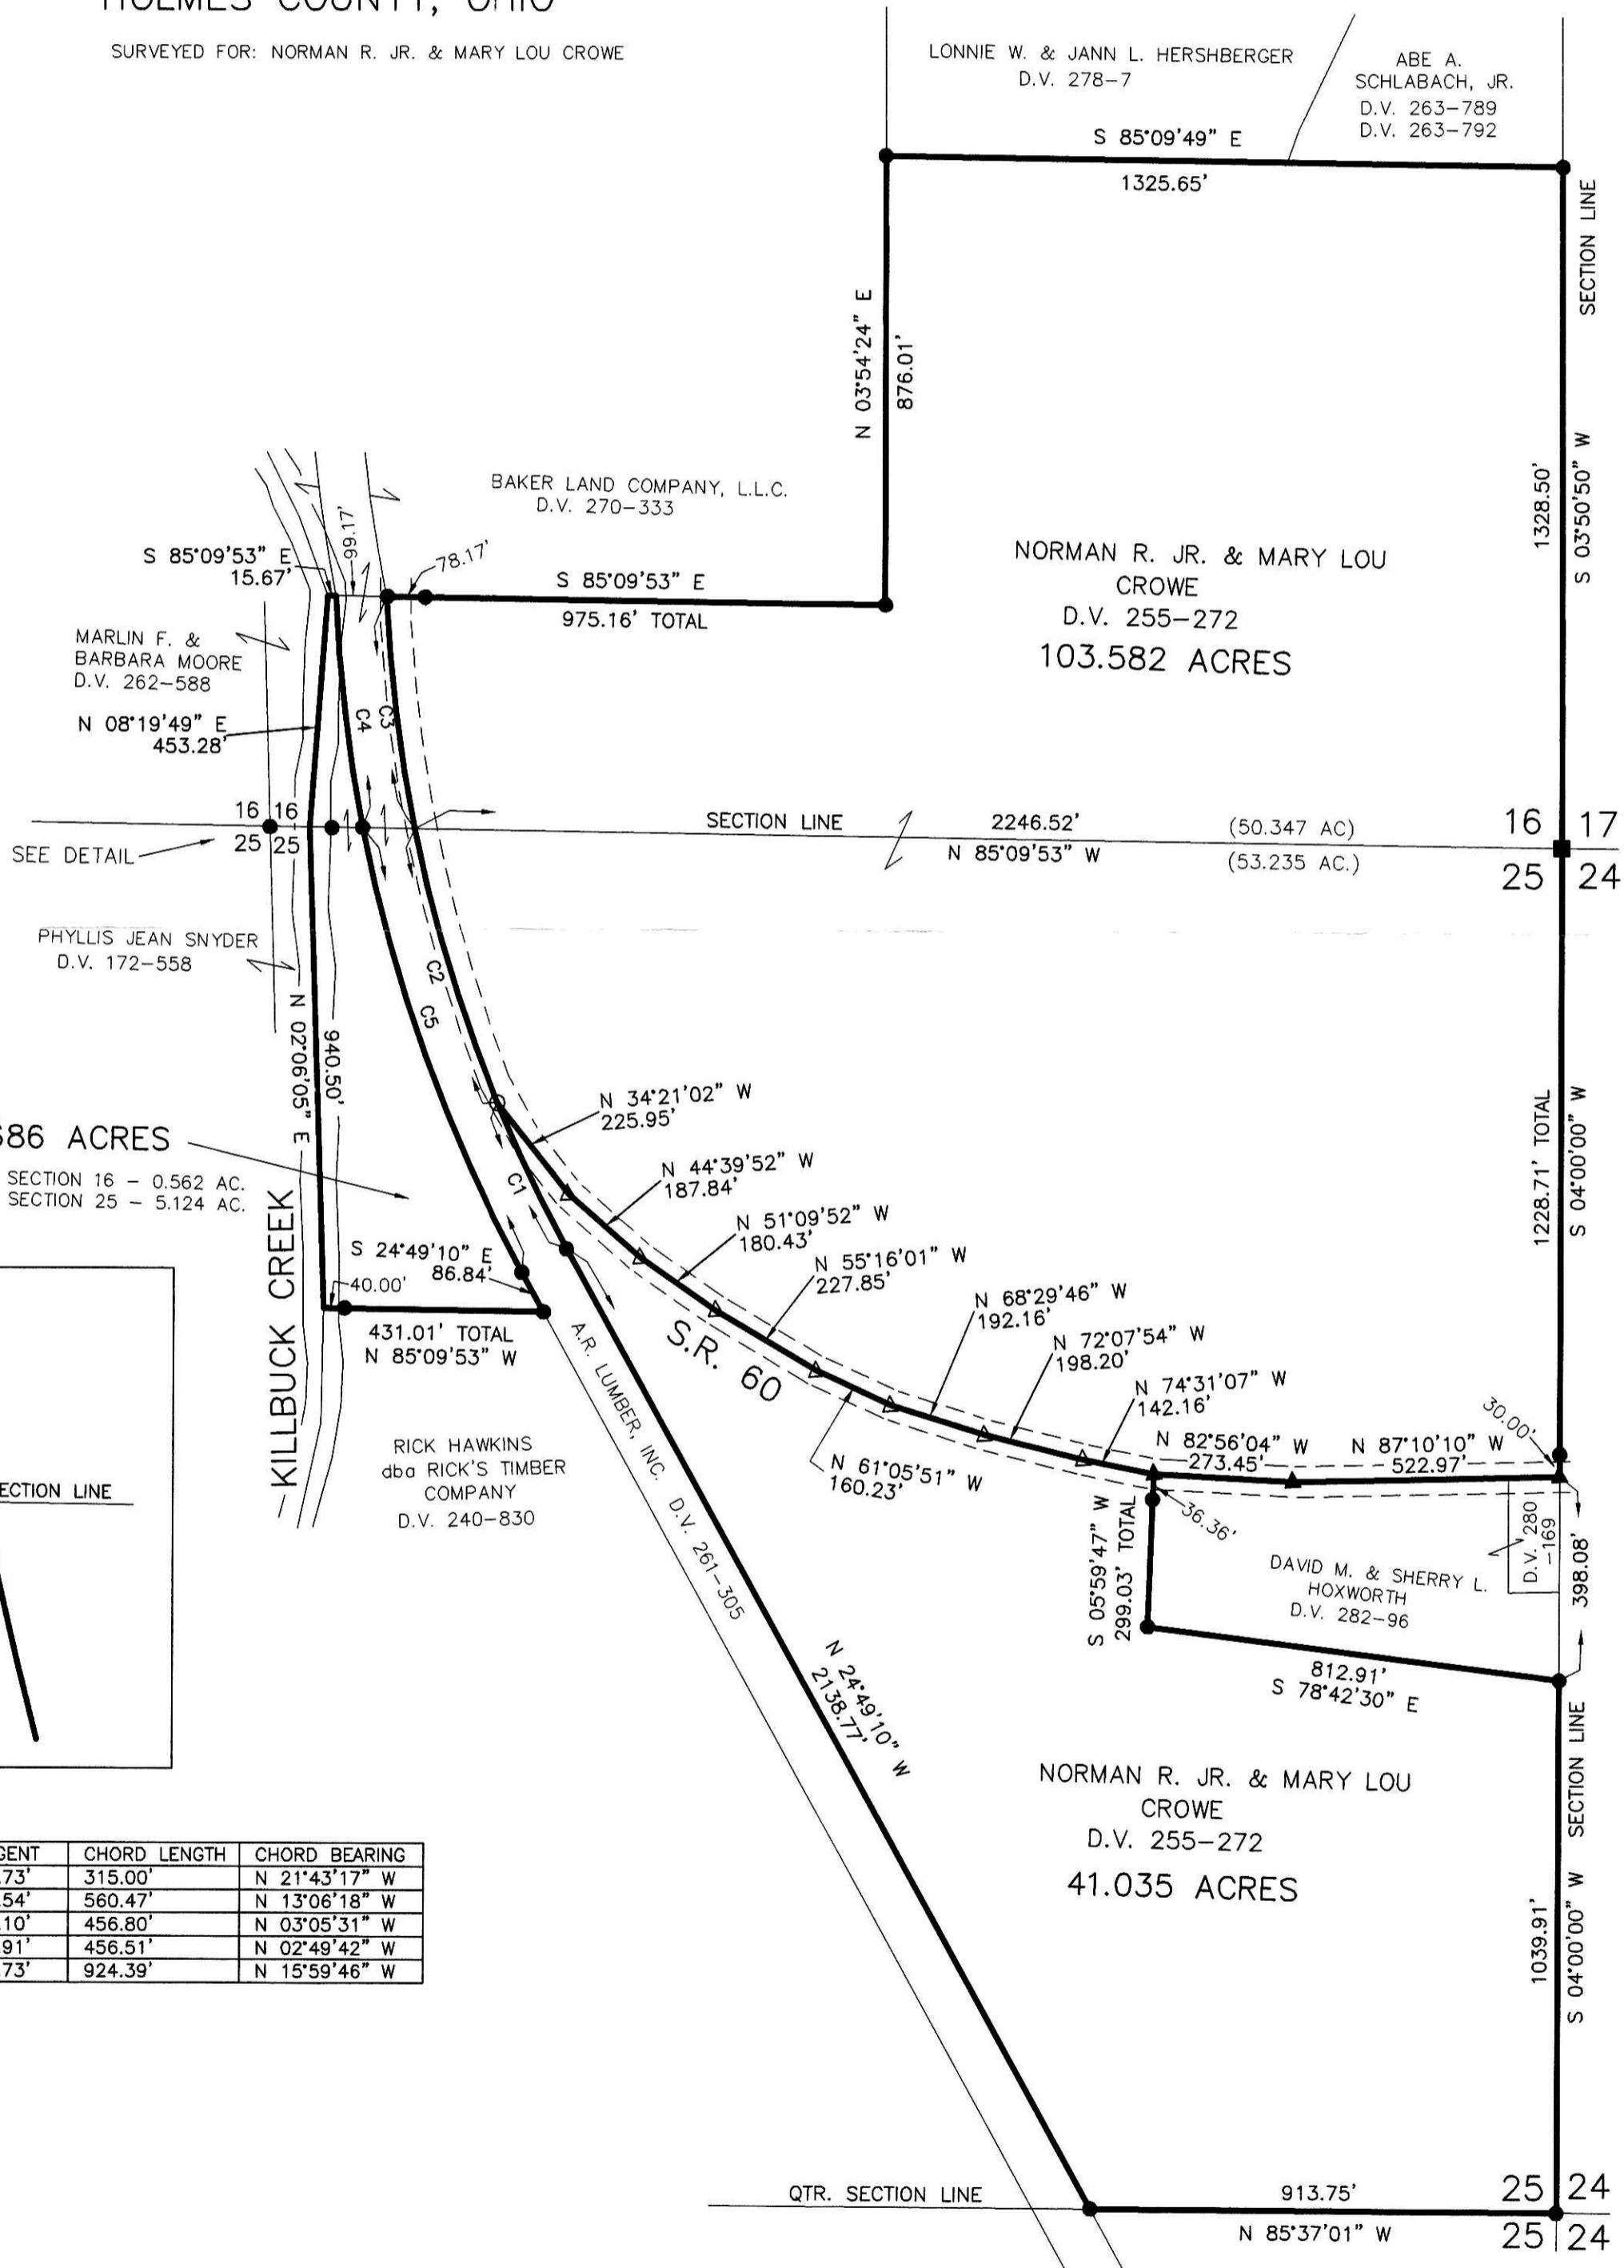 HOLMES COUNTY, OHIO
SURVEYED FOR: NORMAN R. JR. & MARY LOU CROWE
LONNIE W. & JANN L. HERSHBERGER
D.V. 278-7
ABE A.
SCHLABACH, JR.
D.V. 263-789
D.V. 263-792
S 85°09'49" E
1325.65'
SECTION LINE
N 03°54'24" E
876.01'
1328.50'
S 03°50'50" W
BAKER LAND COMPANY, L.L.C.
D.V. 270-333
S 85°09'53" E
15.67'
99.17'
78.17'
S 85°09'53" E
975.16' TOTAL
NORMAN R. JR. & MARY LOU
CROWE
D.V. 255-272
103.582 ACRES
MARLIN F. &
BARBARA MOORE
D.V. 262-588
N 08°19'49" E
453.28'
C4
C3
16 16
25 25
SEE DETAIL
SECTION LINE
2246.52'
N 85°09'53" W
(50.347 AC)
(53.235 AC.)
16 17
25 24
PHYLLIS JEAN SNYDER
D.V. 172-558
C2
C5
N 02°06'05" E
940.50'
86 ACRES
SECTION 16 - 0.562 AC.
SECTION 25 - 5.124 AC.
KILLBUCK CREEK
N 34°21'02" W
225.95'
N 44°39'52" W
187.84'
C1
N 51°09'52" W
180.43'
N 55°16'01" W
227.85'
S 24°49'10" E
86.84'
40.00'
431.01' TOTAL
N 85°09'53" W
N 68°29'46" W
192.16'
N 72°07'54" W
198.20'
N 74°31'07" W
142.16'
S.R. 60
N 61°05'51" W
160.23'
N 82°56'04" W
273.45'
N 87°10'10" W
522.97'
30.00'
1228.71' TOTAL
S 04°00'00" W
RICK HAWKINS
dba RICK'S TIMBER
COMPANY
D.V. 240-830
A.R. LUMBER, INC. D.V. 261-305
ECTION LINE
S 05°59'47" W
299.03' TOTAL
36.36'
DAVID M. & SHERRY L.
HOXWORTH
D.V. 282-96
D.V. 280
-169
398.08'
812.91'
S 78°42'30" E
N 24°49'10" W
2138.77'
NORMAN R. JR. & MARY LOU
CROWE
D.V. 255-272
41.035 ACRES
SECTION LINE
1039.91'
S 04°00'00" W
GENT CHORD LENGTH CHORD BEARING
73' 315.00' N 21°43'17" W
54' 560.47' N 13°06'18" W
10' 456.80' N 03°05'31" W
91' 456.51' N 02°49'42" W
73' 924.39' N 15°59'46" W
QTR. SECTION LINE
913.75'
N 85°37'01" W
25 24
25 24